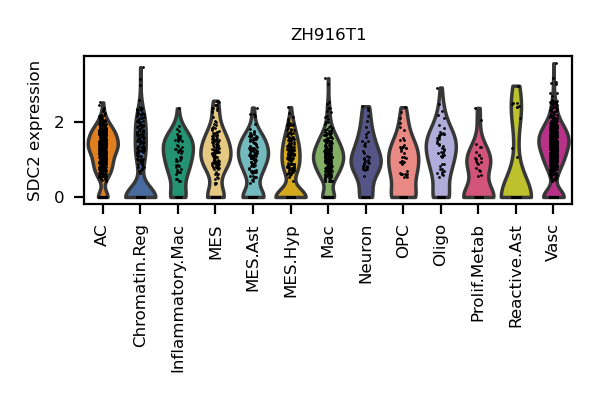 ZH916T1
SDC2 expression
2
0
AC
Chromatin.Reg
Inflammatory.Mac
MES
MES.Ast
MES.Hyp
Mac
Neuron
OPC
Oligo
Prolif.Metab
Reactive.Ast
Vasc